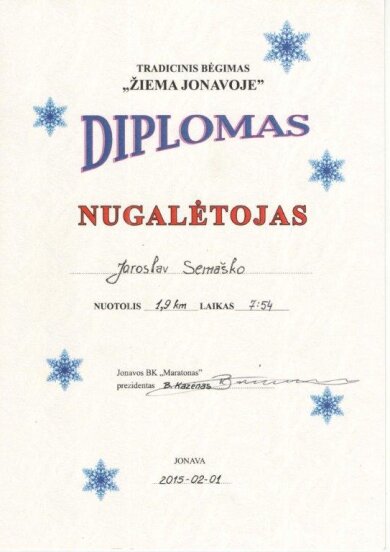 TRADICINIS BĖGIMAS
„ŽIEMA JONAVOJE”
DIPLOMAS
NUGALĖTOJAS
Jaroslav Semaško
NUOTOLIS 1,9 km LAIKAS 7:54
Jonavos BK „Maratonas”
prezidentas B. Kazėnas
JONAVA
2015-02-01